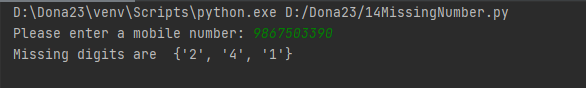 D:\Dona23\venv\Scripts\python.exe D:/Dona23/14MissingNumber.py
Please enter a mobile number: 9867503390
Missing digits are  {'2', '4', '1'}